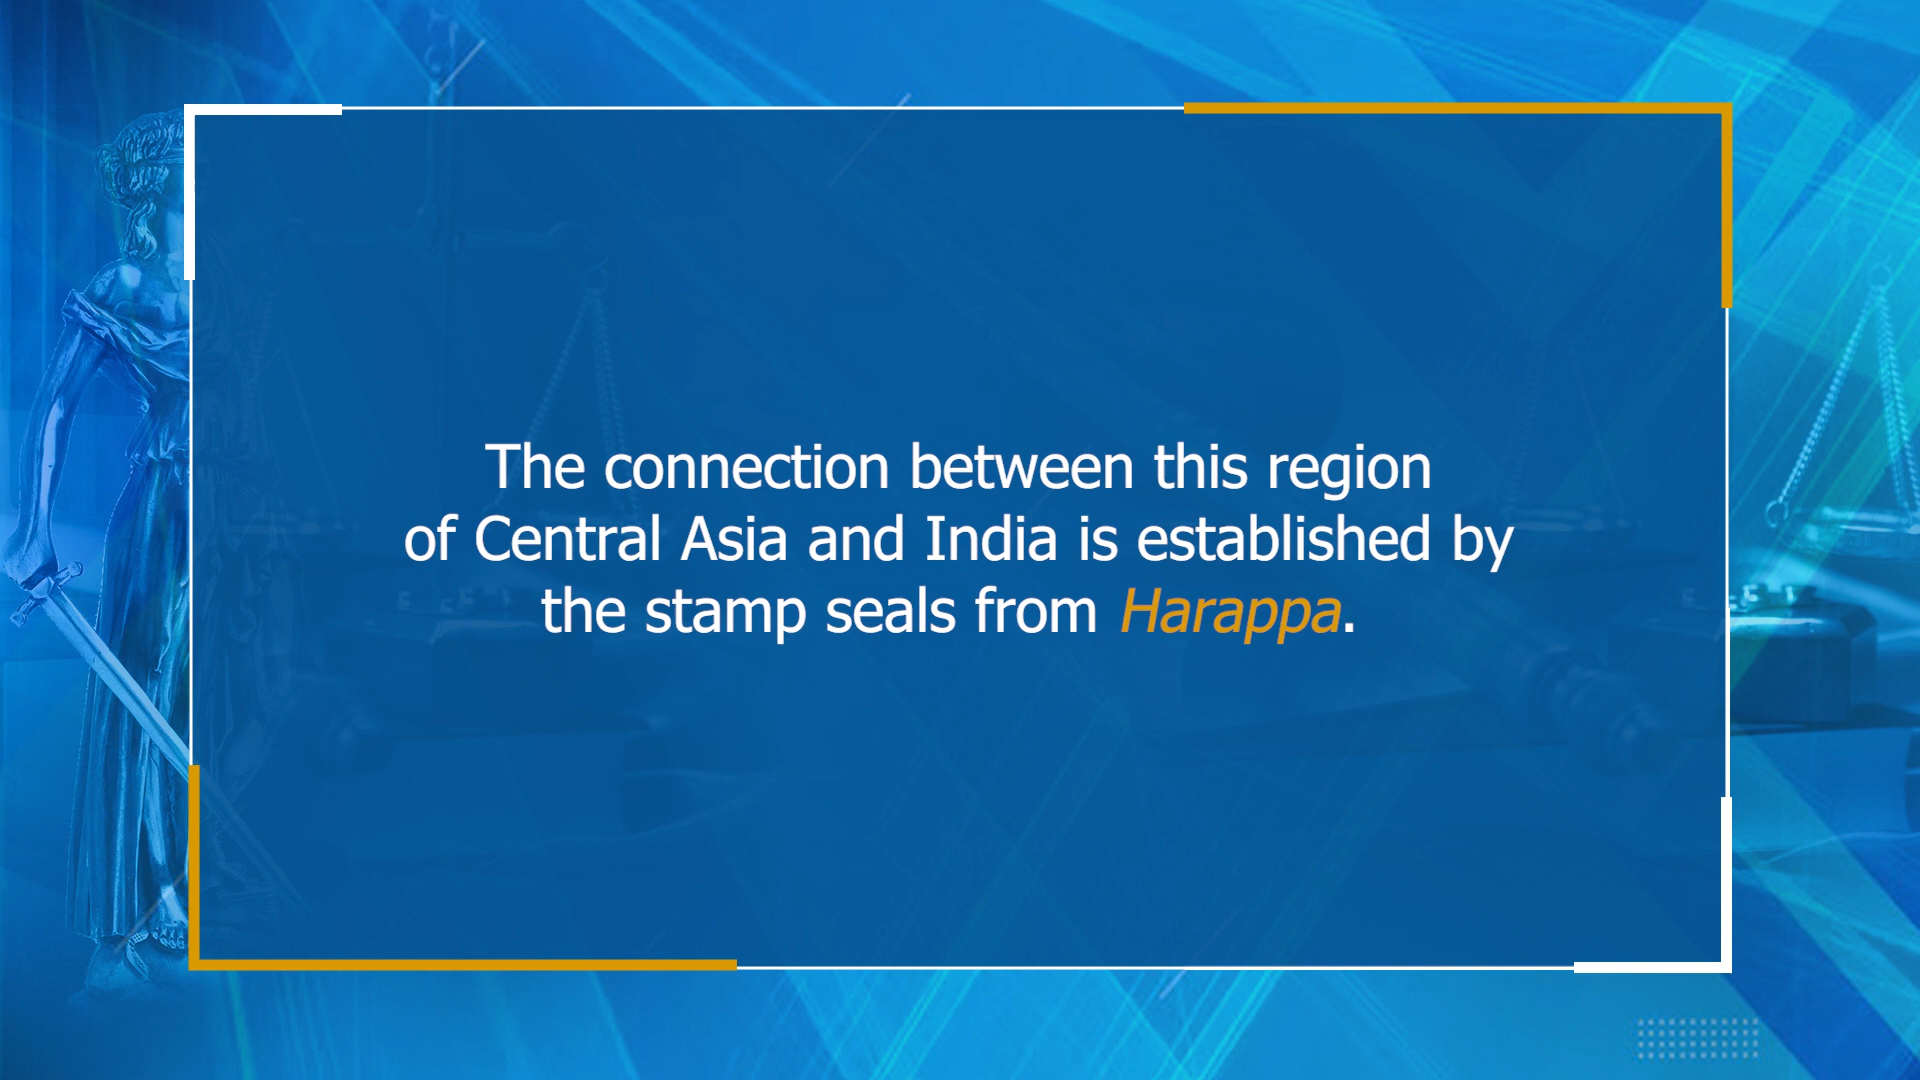 The connection between this region
of Central Asia and India is established by
the stamp seals from Harappa.